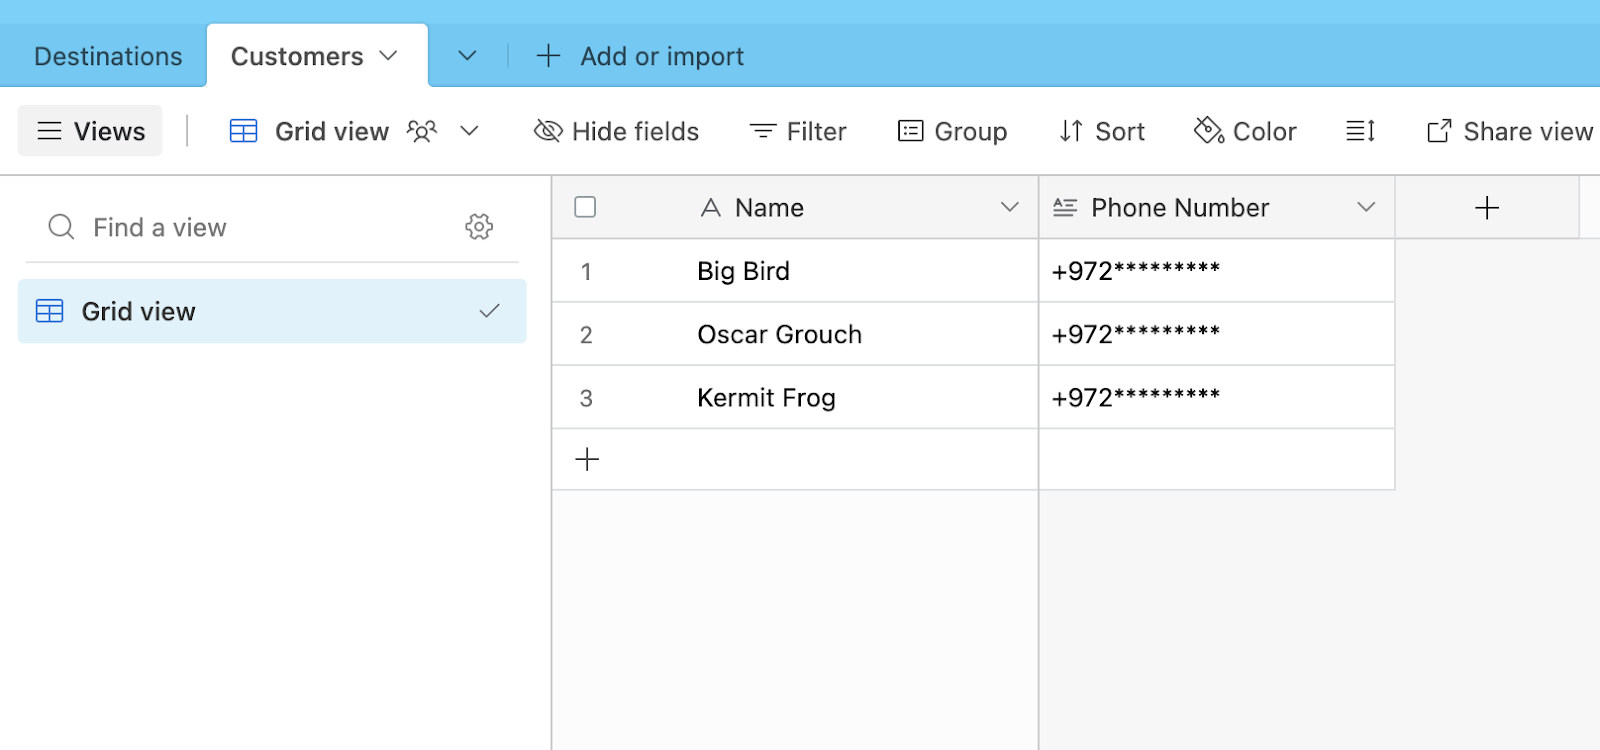 Destinations Customers Add or import
Views Grid view Hide fields Filter Group Sort Color Share view
Find a view
Grid view
Name Phone Number
1 Big Bird +972*********
2 Oscar Grouch +972*********
3 Kermit Frog +972*********